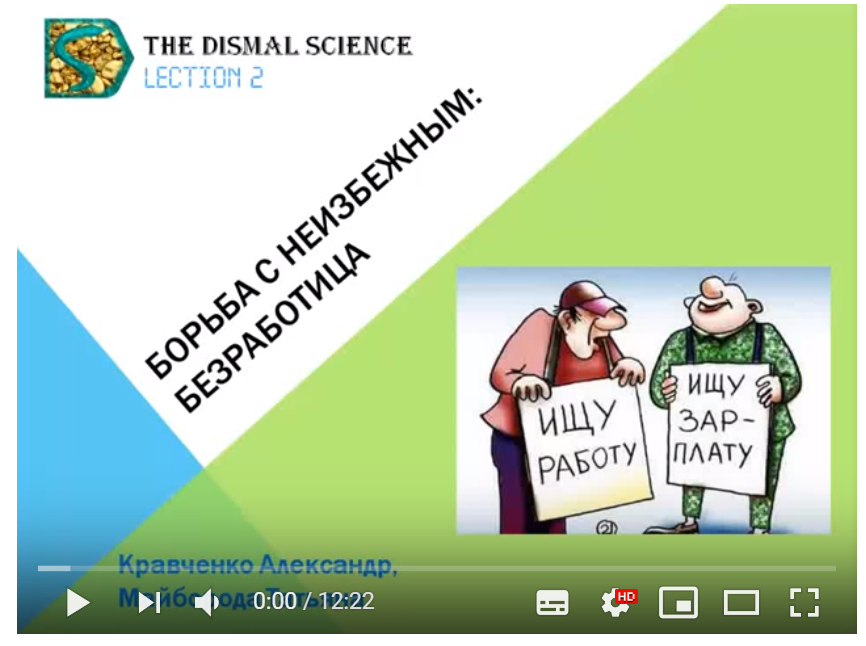 THE DISMAL SCIENCE
LECTION 2
БОРЬБА С НЕИЗБЕЖНЫМ:
БЕЗРАБОТИЦА
ИЩУ
РАБОТУ
ИЩУ
ЗАР-
ПЛАТУ
Кравченко Александр,
0:00 / 12:22
HD